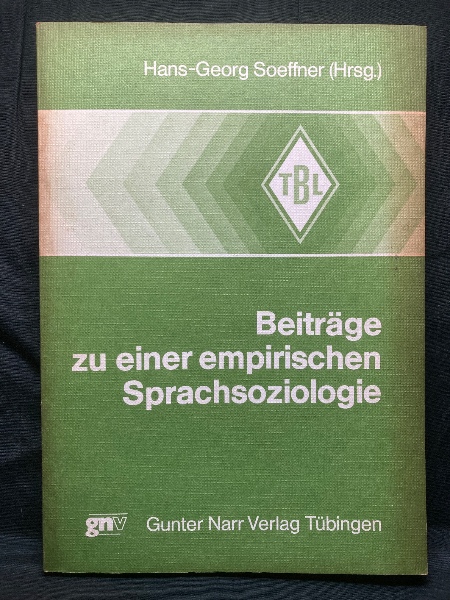 Hans-Georg Soeffner (Hrsg.)
TBL
Beiträge
zu einer empirischen
Sprachsoziologie
gnv Gunter Narr Verlag Tübingen